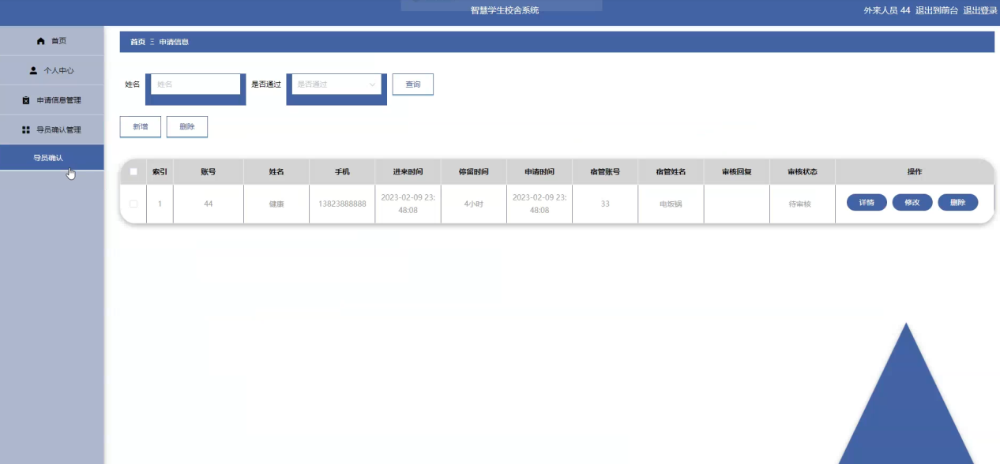 智慧学生校舍系统
外来人员 44 退出到前台 退出登录
首页
个人中心
申请信息管理
导员确认管理
导员确认
首页 Ξ 申请信息
姓名 姓名 是否通过 是否通过 查询
新增 删除
索引 账号 姓名 手机 进来时间 停留时间 申请时间 宿管账号 宿管姓名 审核回复 审核状态 操作
1 44 健康 13823888888 2023-02-09 23:48:08 4小时 2023-02-09 23:48:08 33 电饭锅 待审核 详情 修改 删除